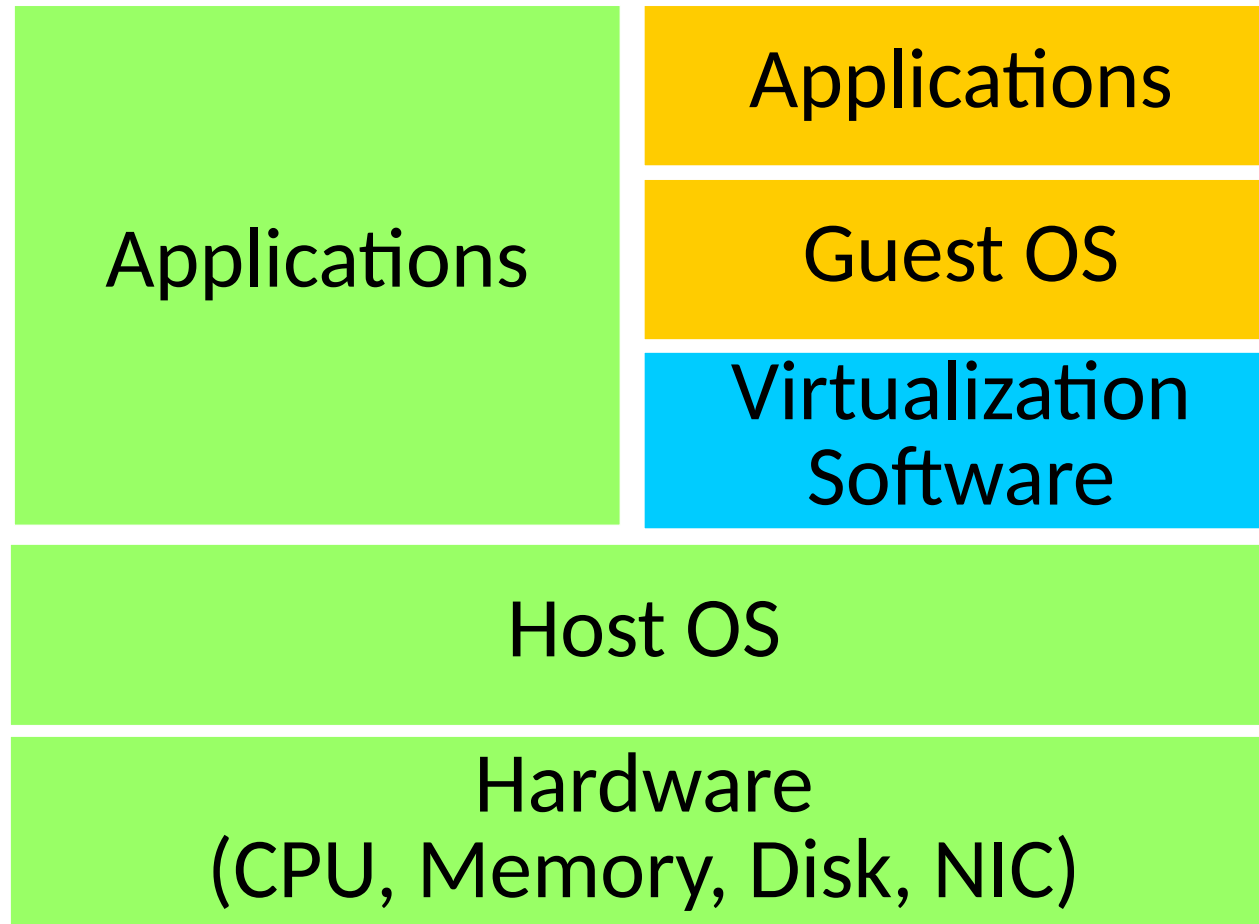 Applications
Applications
Guest OS
Virtualization
Software
Host OS
Hardware
(CPU, Memory, Disk, NIC)